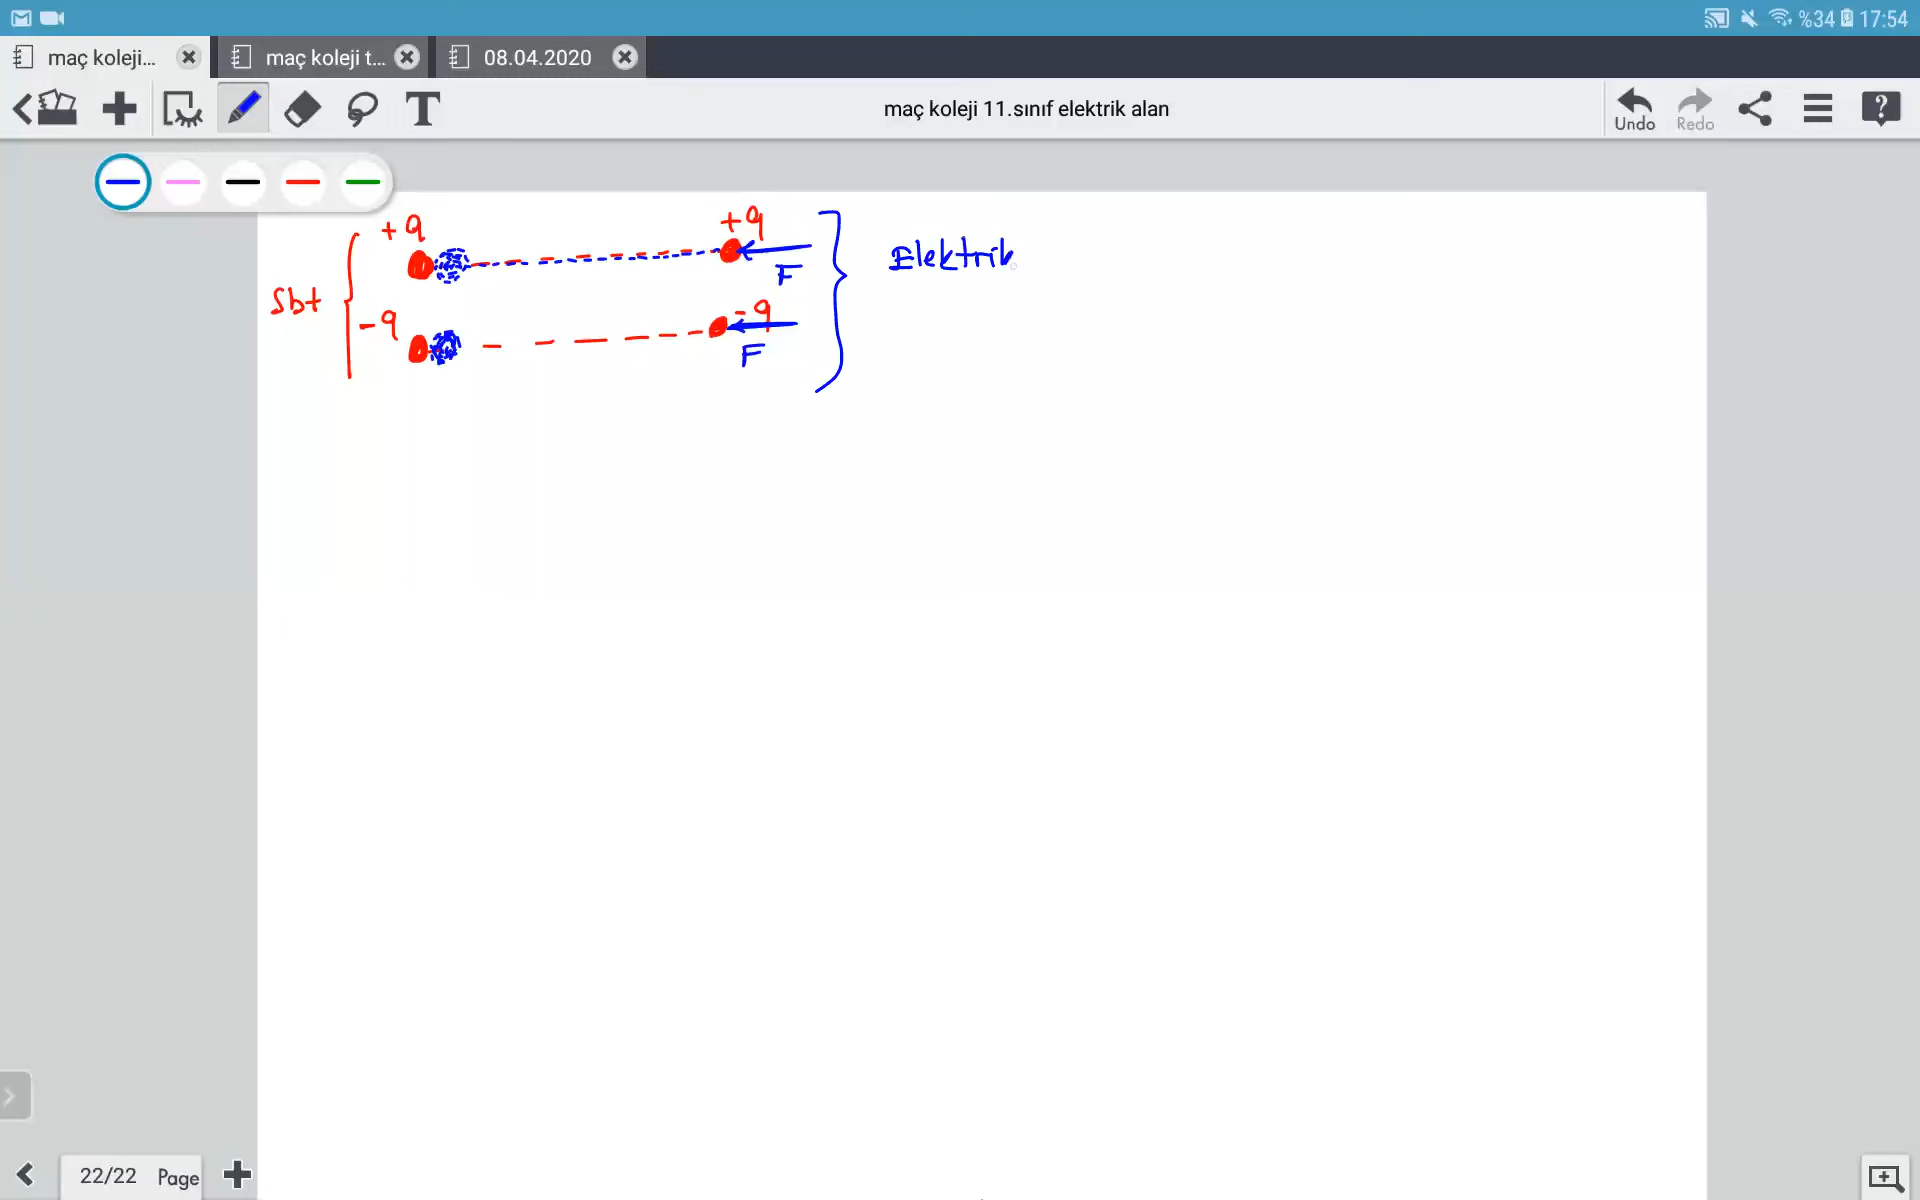 %34 17:54
maç koleji... maç koleji t... 08.04.2020
T maç koleji 11.sınıf elektrik alan Undo Redo
+q +q
Elektrik
F
Sbt
-q -q
F
22/22 Page